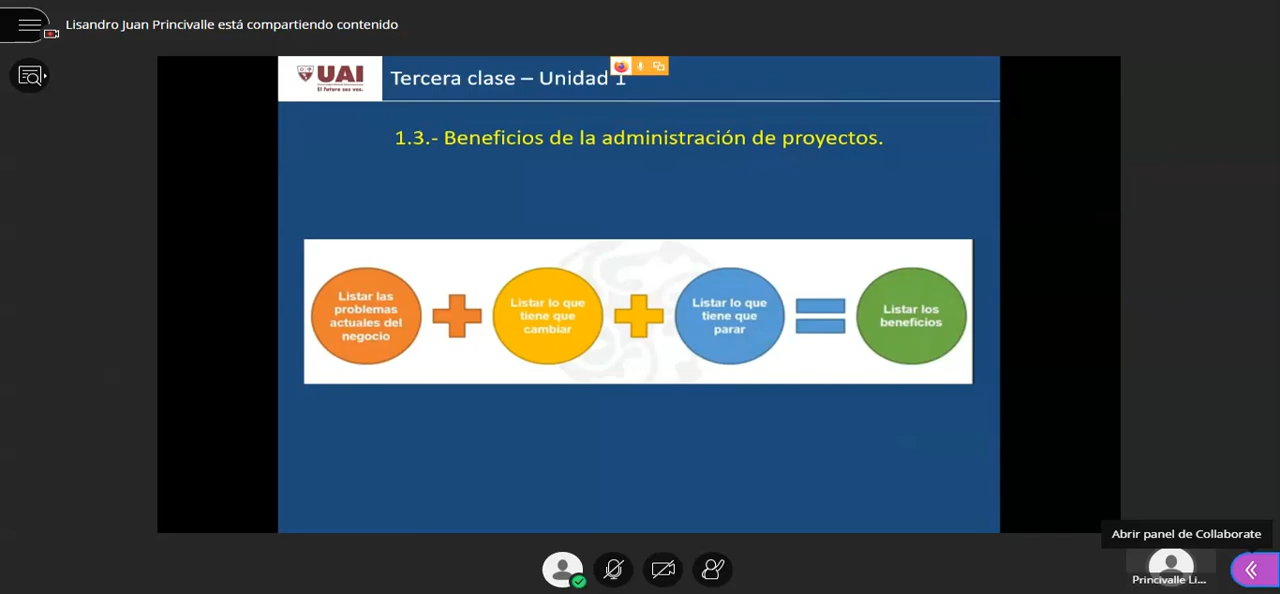 Lisandro Juan Princivalle está compartiendo contenido
UAI
El futuro sos vos.
Tercera clase – Unidad 1
1.3.- Beneficios de la administración de proyectos.
Listar las
problemas
actuales del
negocio
Listar lo que
tiene que
cambiar
Listar lo que
tiene que
parar
Listar los
beneficios
Abrir panel de Collaborate
Princivalle Li...